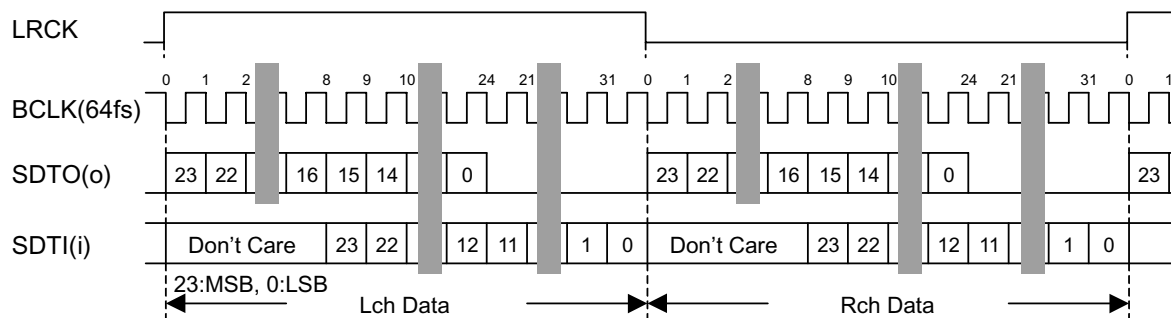 LRCK
0 1 2 8 9 10 24 21 31 0 1 2 8 9 10 24 21 31 0 1
BCLK(64fs)
SDTO(o) 23 22 16 15 14 0 23 22 16 15 14 0 23
SDTI(i) Don’t Care 23 22 12 11 1 0 Don’t Care 23 22 12 11 1 0
23:MSB, 0:LSB
Lch Data Rch Data